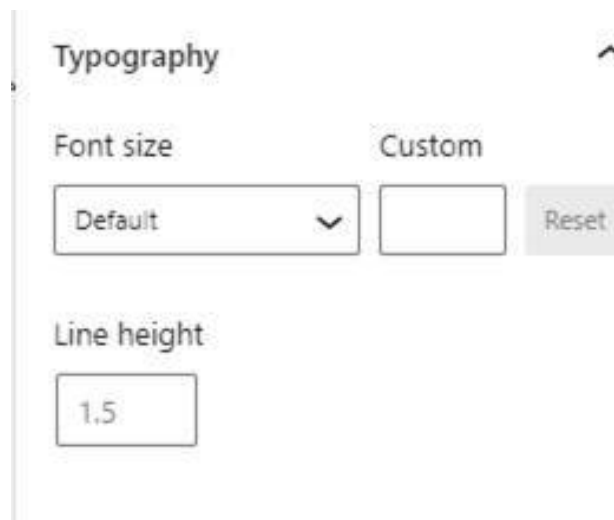 Typography
Font size Custom
Default Reset
Line height
1.5